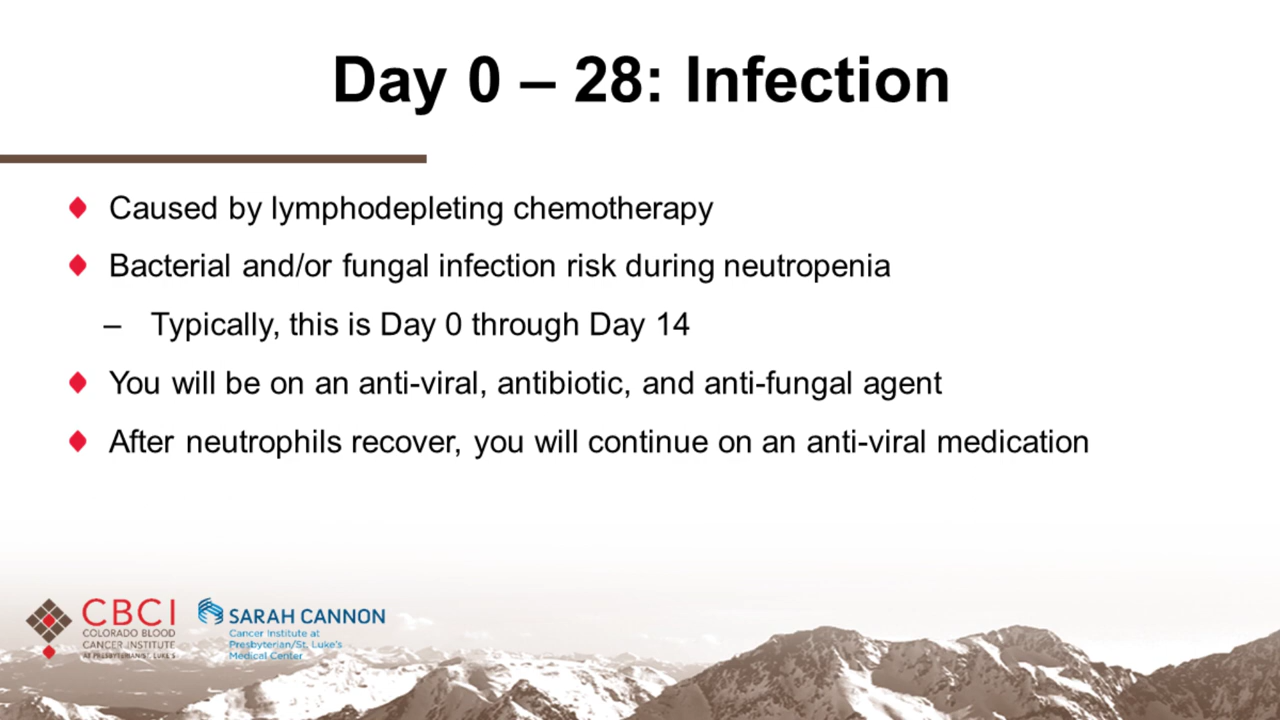 Day 0 – 28: Infection
Caused by lymphodepleting chemotherapy
Bacterial and/or fungal infection risk during neutropenia
– Typically, this is Day 0 through Day 14
You will be on an anti-viral, antibiotic, and anti-fungal agent
After neutrophils recover, you will continue on an anti-viral medication
CBCI
COLORADO BLOOD
CANCER INSTITUTE
AT PRESBYTERIAN/ST. LUKE'S
SARAH CANNON
Cancer Institute at
Presbyterian/St. Luke's
Medical Center